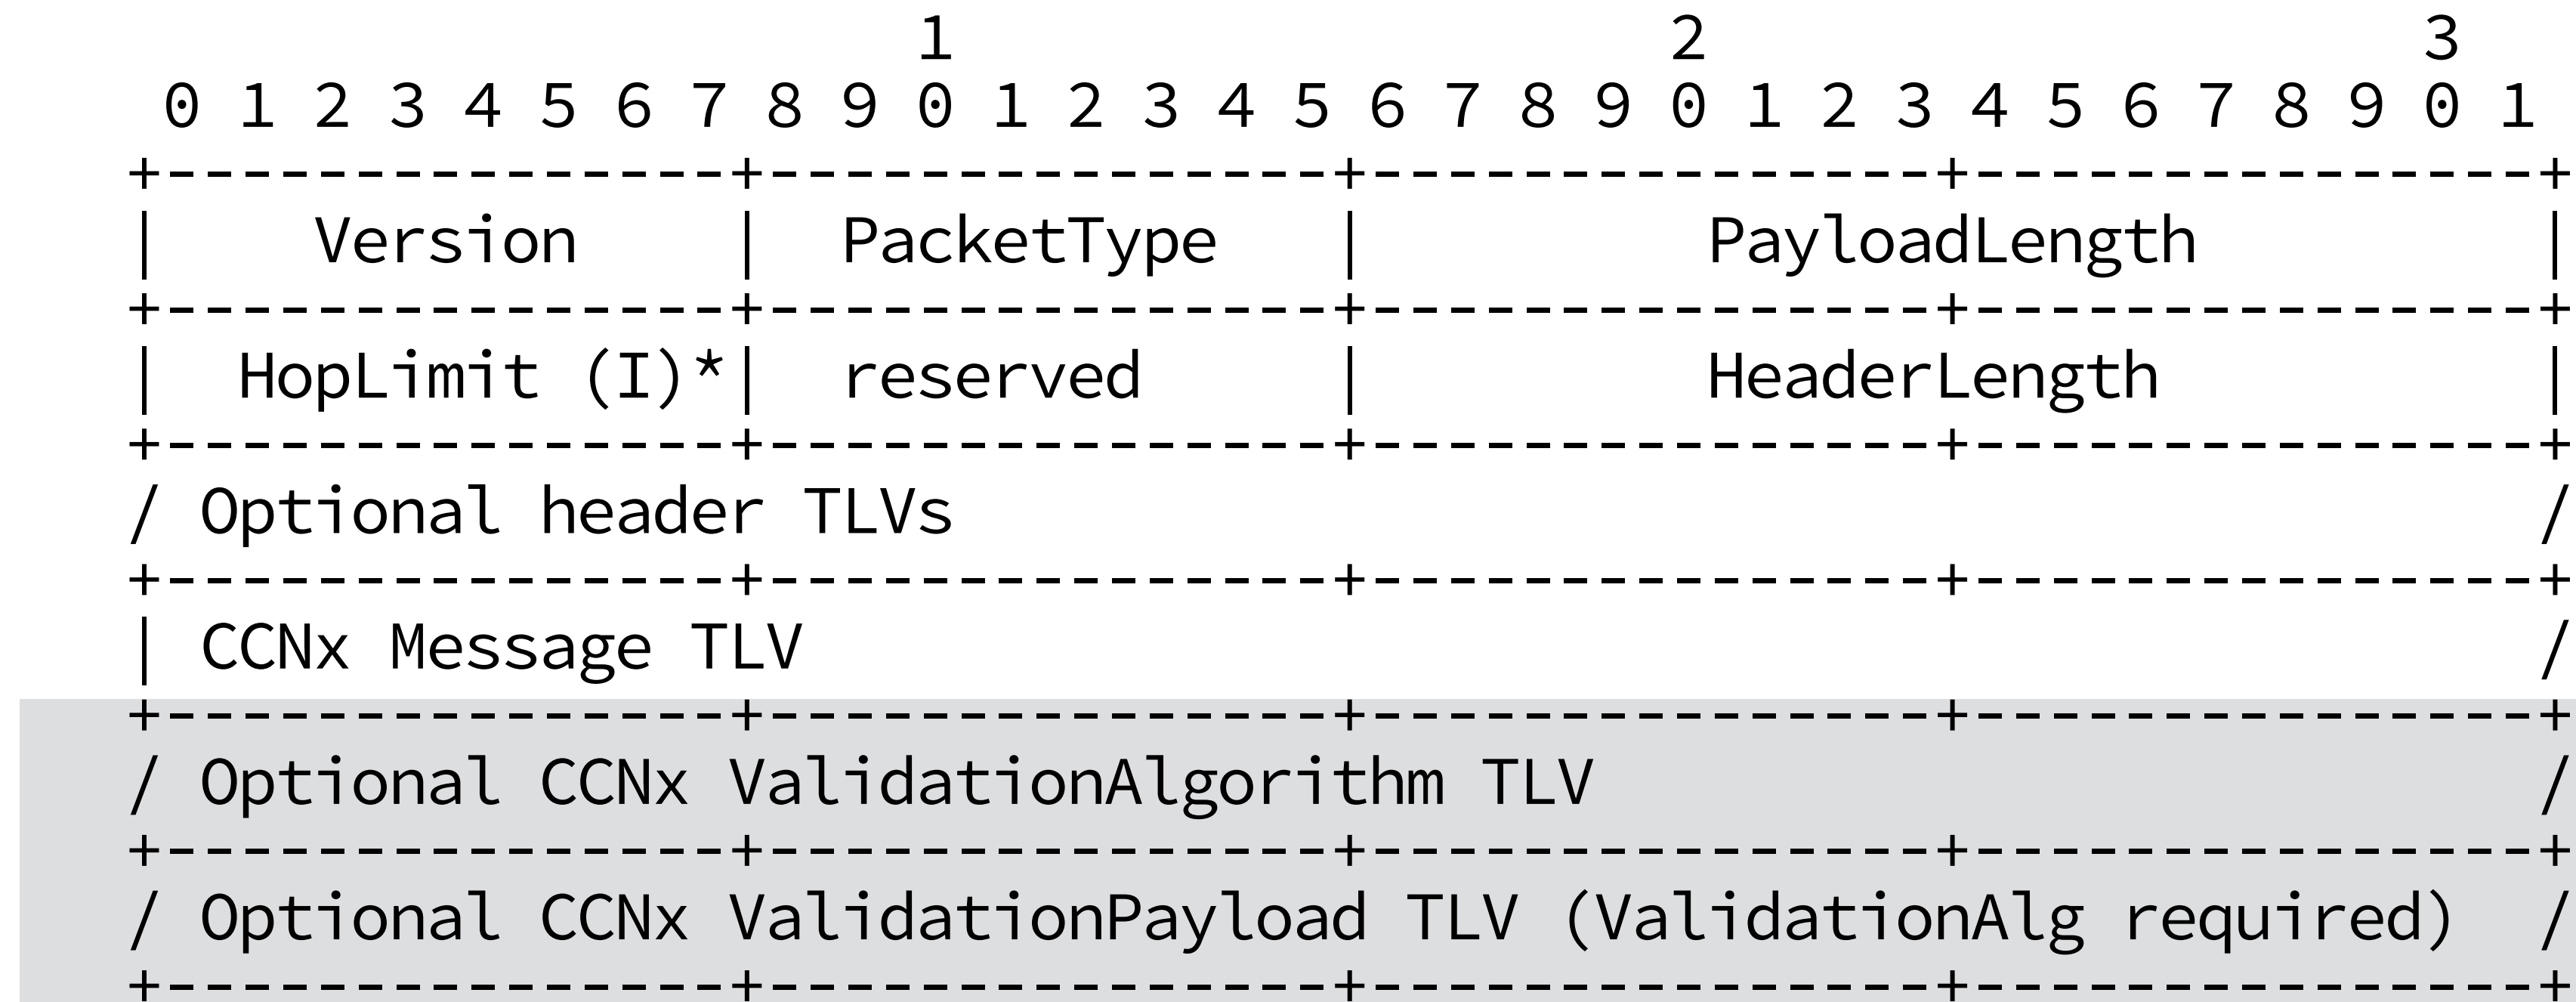 1                   2                   3
 0 1 2 3 4 5 6 7 8 9 0 1 2 3 4 5 6 7 8 9 0 1 2 3 4 5 6 7 8 9 0 1
+---------------+---------------+---------------+---------------+
|    Version    |  PacketType   |         PayloadLength         |
+---------------+---------------+---------------+---------------+
|  HopLimit (I)*|  reserved     |         HeaderLength          |
+---------------+---------------+---------------+---------------+
/ Optional header TLVs                                          /
+---------------+---------------+---------------+---------------+
| CCNx Message TLV                                              /
+---------------+---------------+---------------+---------------+
/ Optional CCNx ValidationAlgorithm TLV                         /
+---------------+---------------+---------------+---------------+
/ Optional CCNx ValidationPayload TLV (ValidationAlg required)  /
+---------------+---------------+---------------+---------------+